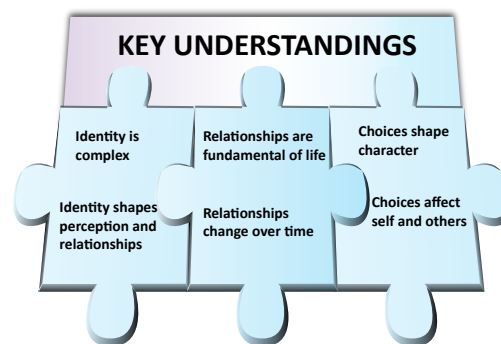 KEY UNDERSTANDINGS
Identity is
complex
Identity shapes
perception and
relationships
Relationships are
fundamental of life
Relationships
change over time
Choices shape
character
Choices affect
self and others